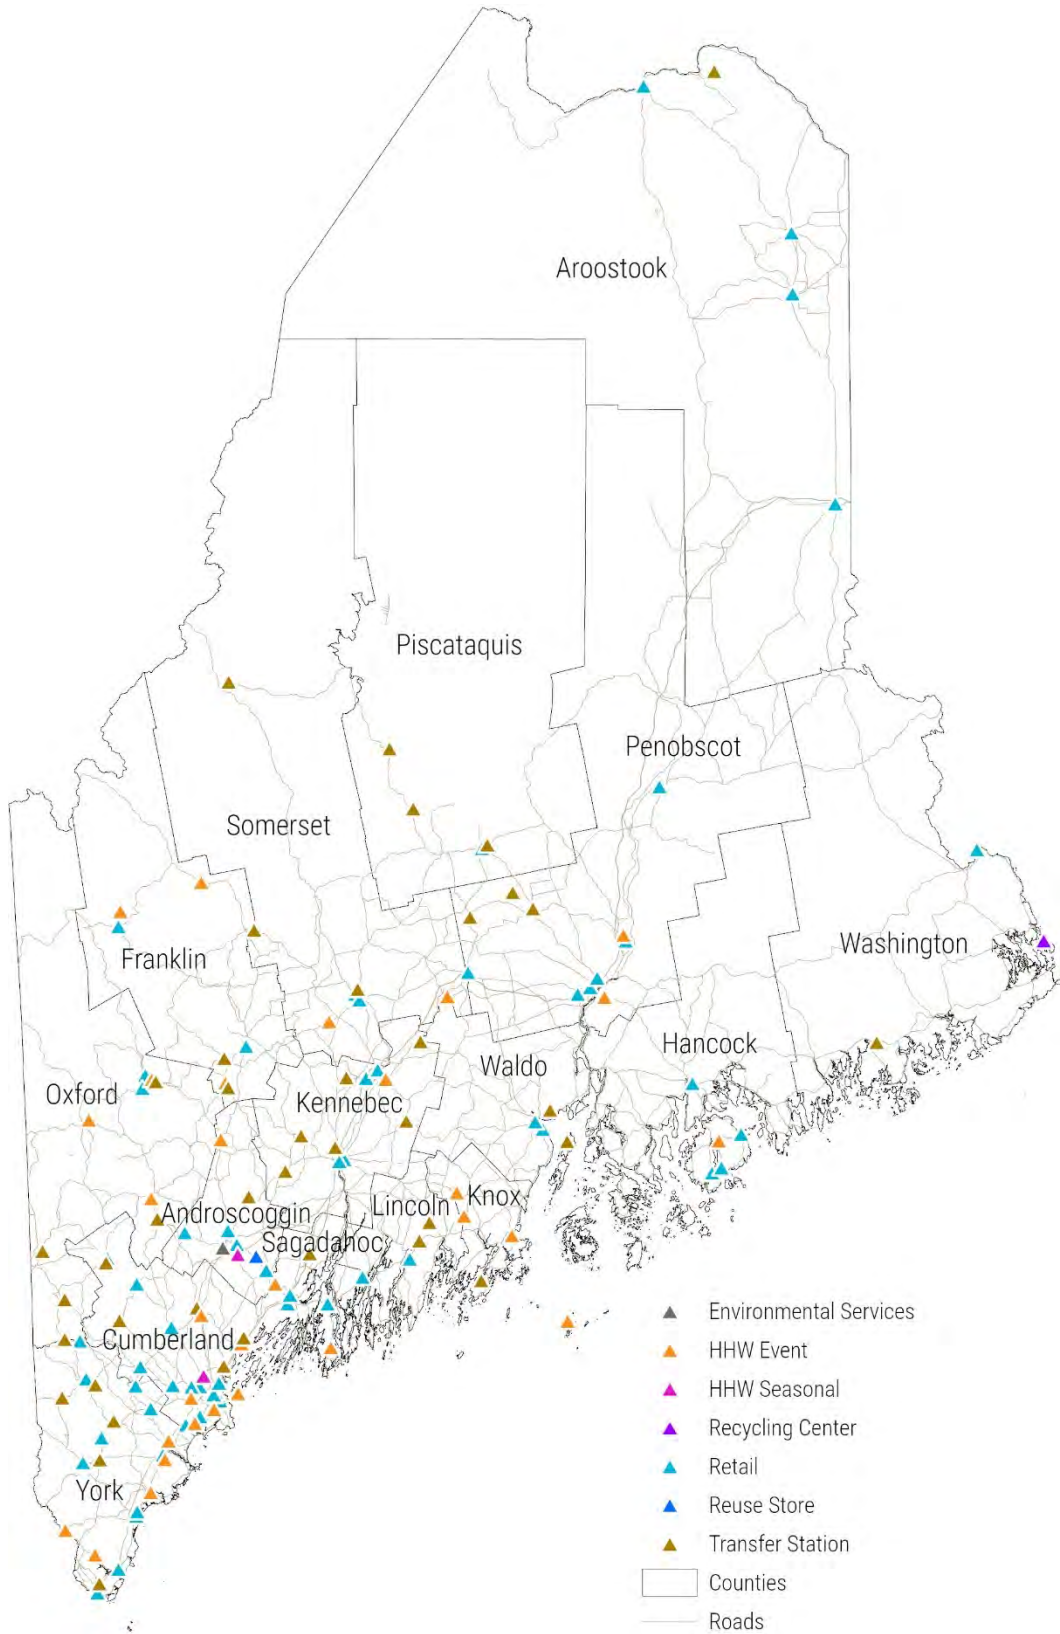 Aroostook
Piscataquis
Penobscot
Somerset
Washington
Franklin
Hancock
Waldo
Oxford
Kennebec
Lincoln
Knox
Androscoggin
Sagadahoc
Cumberland
York
Environmental Services
HHW Event
HHW Seasonal
Recycling Center
Retail
Reuse Store
Transfer Station
Counties
Roads